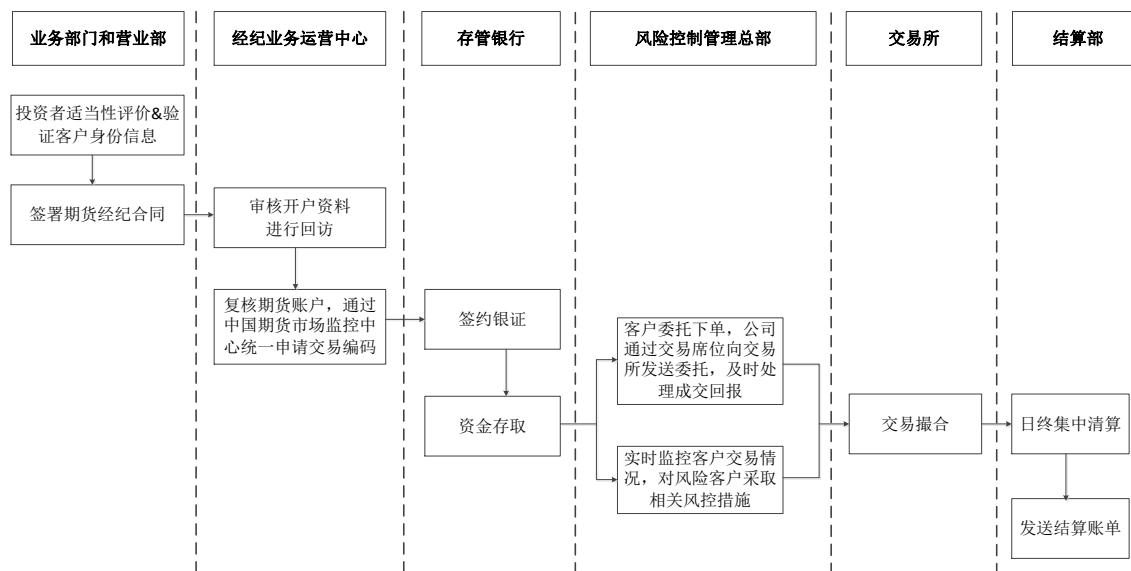 业务部门和营业部
经纪业务运营中心
存管银行
风险控制管理总部
交易所
结算部
投资者适当性评价&验
证客户身份信息
签署期货经纪合同
审核开户资料
进行回访
复核期货账户，通过
中国期货市场监控中
心统一申请交易编码
签约银证
资金存取
客户委托下单，公司
通过交易席位向交易
所发送委托，及时处
理成交回报
实时监控客户交易情
况，对风险客户采取
相关风控措施
交易撮合
日终集中清算
发送结算账单